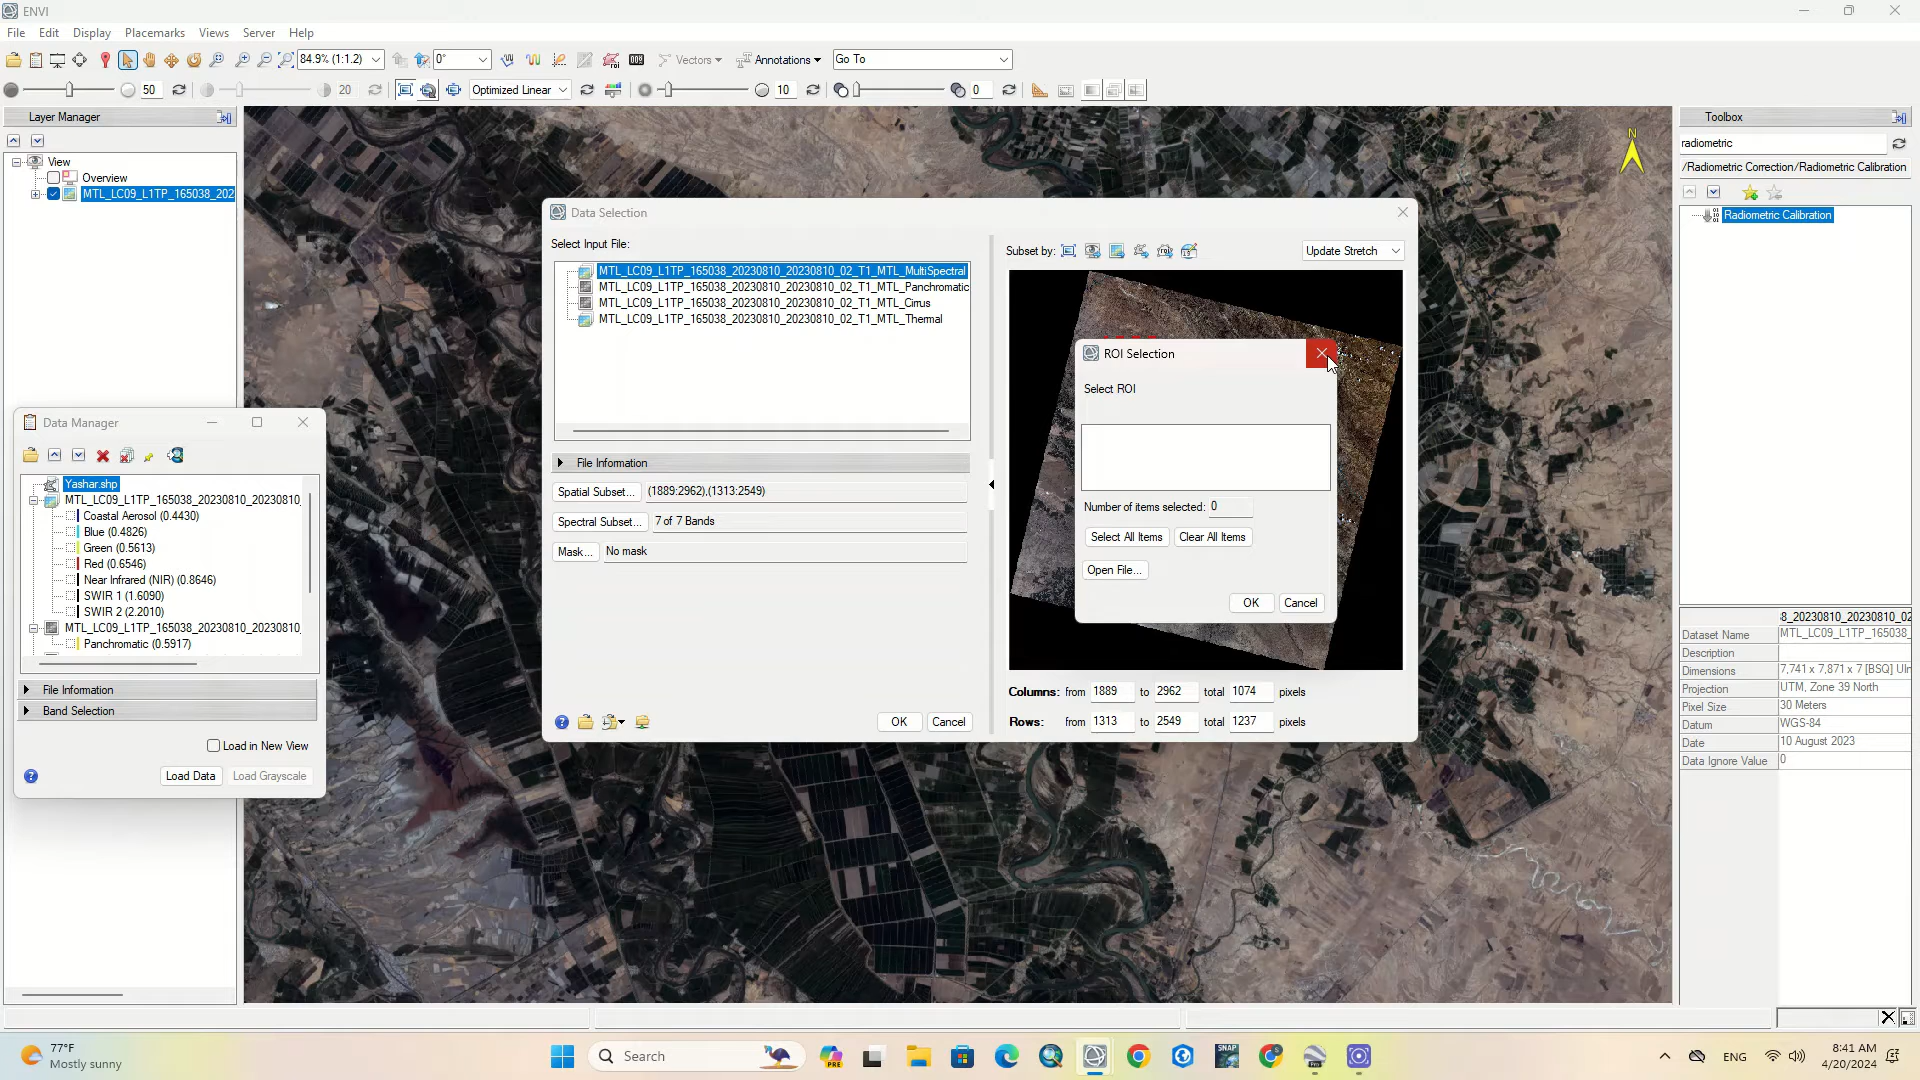 ENVI
File Edit Display Placemarks Views Server Help
84.9% (1:1.2) 0° Vectors Annotations Go To
50 20 Optimized Linear 10 0
Layer Manager
View
Overview
MTL_LC09_L1TP_165038_202
Data Manager
Yashar.shp
MTL_LC09_L1TP_165038_20230810_20230810_
Coastal Aerosol (0.4430)
Blue (0.4826)
Green (0.5613)
Red (0.6546)
Near Infrared (NIR) (0.8646)
SWIR 1 (1.6090)
SWIR 2 (2.2010)
MTL_LC09_L1TP_165038_20230810_20230810_
Panchromatic (0.5917)
File Information
Band Selection
Load in New View
Load Data Load Grayscale
Data Selection
Select Input File:
MTL_LC09_L1TP_165038_20230810_20230810_02_T1_MTL_MultiSpectral
MTL_LC09_L1TP_165038_20230810_20230810_02_T1_MTL_Panchromatic
MTL_LC09_L1TP_165038_20230810_20230810_02_T1_MTL_Cirrus
MTL_LC09_L1TP_165038_20230810_20230810_02_T1_MTL_Thermal
File Information
Spatial Subset... (1889:2962),(1313:2549)
Spectral Subset... 7 of 7 Bands
Mask... No mask
OK Cancel
Subset by: Update Stretch
ROI Selection
Select ROI
Number of items selected: 0
Select All Items Clear All Items
Open File...
OK Cancel
Columns: from 1889 to 2962 total 1074 pixels
Rows: from 1313 to 2549 total 1237 pixels
N
Toolbox
radiometric
/Radiometric Correction/Radiometric Calibration
Radiometric Calibration
8_20230810_20230810_02
Dataset Name MTL_LC09_L1TP_165038_
Description
Dimensions 7,741 x 7,871 x 7 [BSQ] UIn
Projection UTM, Zone 39 North
Pixel Size 30 Meters
Datum WGS-84
Date 10 August 2023
Data Ignore Value 0
77°F
Mostly sunny
Search
PRE
SNAP
Pro
ENG
8:41 AM
4/20/2024